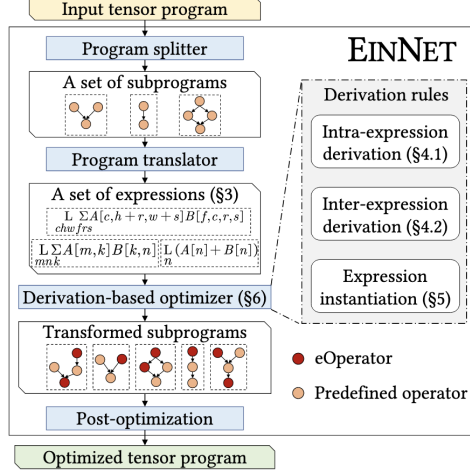 Input tensor program
EINNET
Program splitter
A set of subprograms
Program translator
A set of expressions (§3)
L ΣA[c, h + r, w + s]B[f, c, r, s]
chwfrs
L ΣA[m, k]B[k, n]
mnk
L (A[n] + B[n])
n
Derivation-based optimizer (§6)
Transformed subprograms
Post-optimization
Optimized tensor program
Derivation rules
Intra-expression
derivation (§4.1)
Inter-expression
derivation (§4.2)
Expression
instantiation (§5)
eOperator
Predefined operator